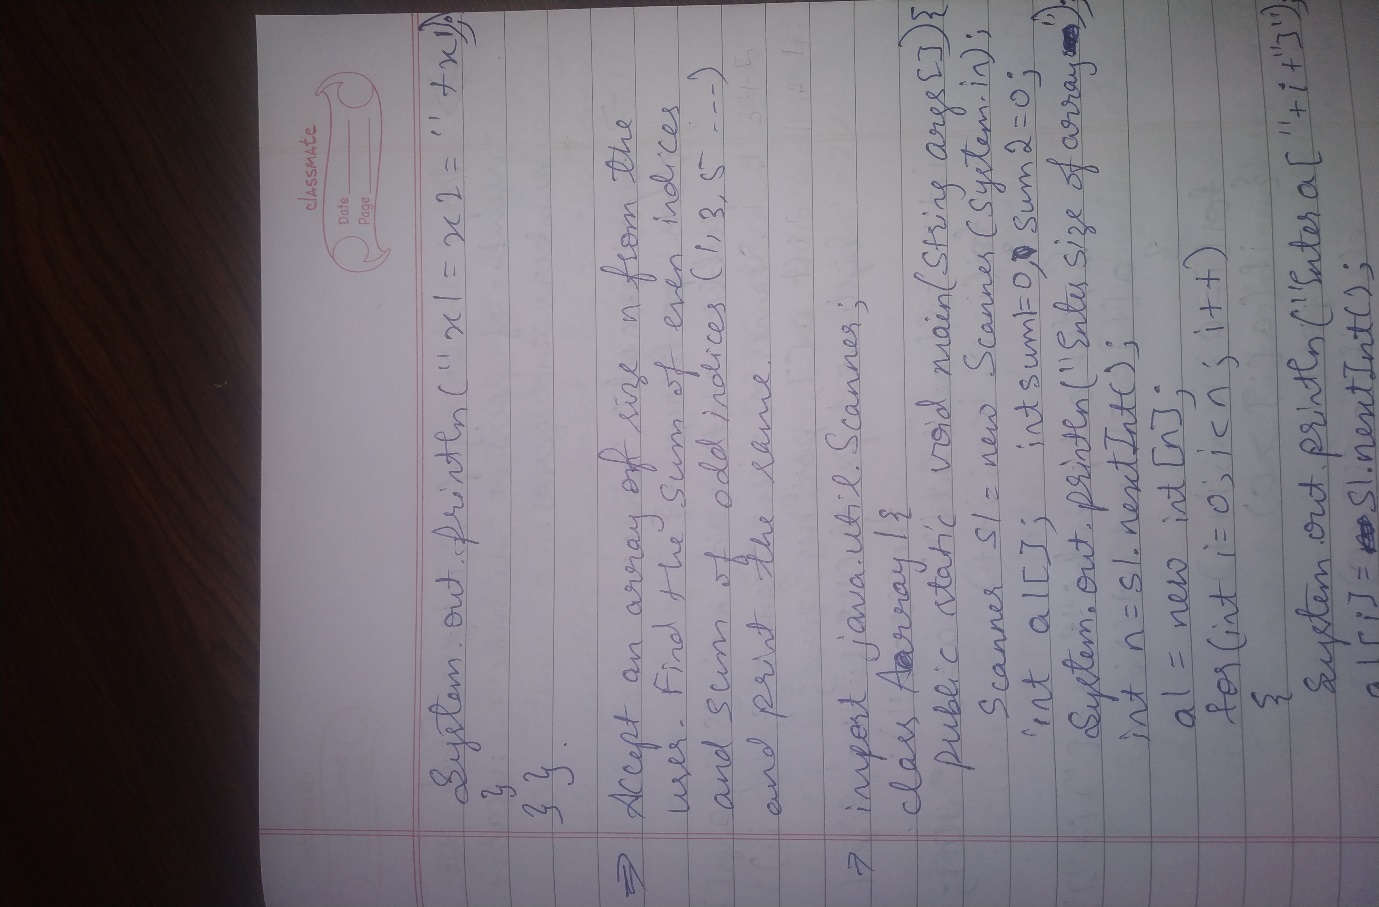 classmate
Date
Page
System.out.println("x1 = x2 = " + x1);
}
} }.
⇒ Accept an array of size n from the
user. Find the sum of even indices
and sum of odd indices (1, 3, 5 ---)
and print the same.
→ import java.util.Scanner;
class Aarray1{
public static void main(String args[]){
Scanner s1 = new Scanner(System.in);
int a1[]; int sum1=0, sum2=0;
System.out.println("Enter size of array");
int n=s1.nextInt();
a1 = new int[n];
for(int i=0; i<n; i++)
{
System.out.println("Enter a["+i+"]");
a1[i] = s1.nextInt();